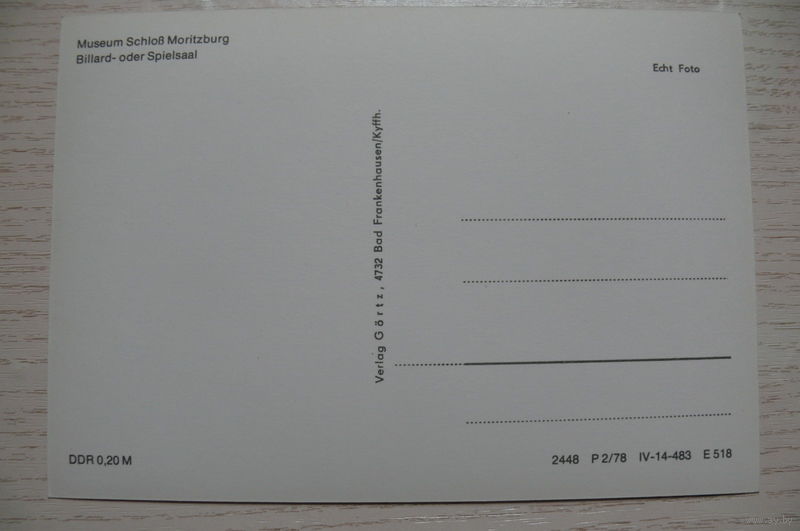 Museum Schloß Moritzburg
Billard- oder Spielsaal
Echt Foto
Verlag Görtz, 4732 Bad Frankenhausen/Kyffh.
DDR 0,20 M
2448 P 2/78 IV-14-483 E 518